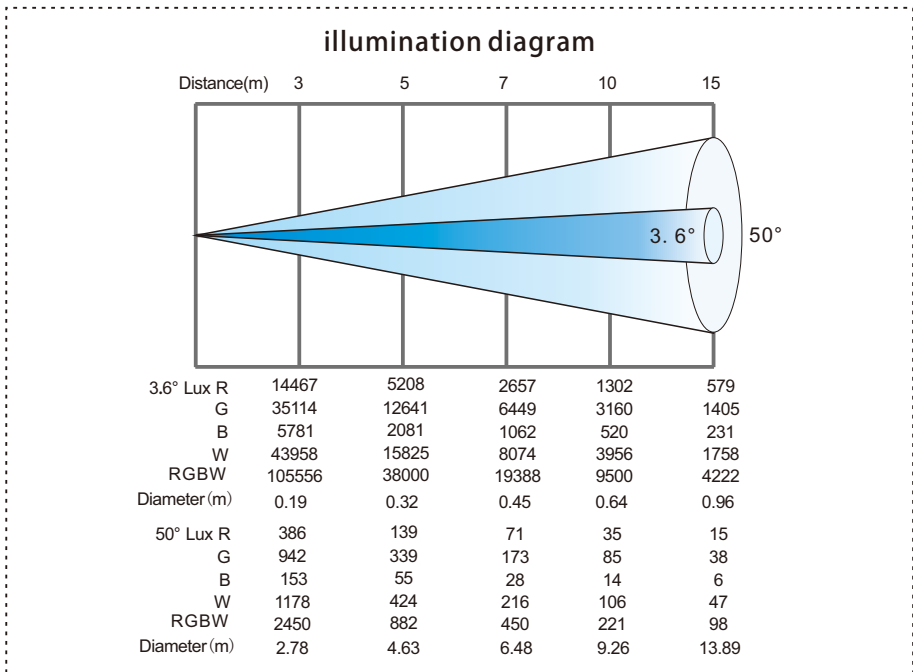 illumination diagram
Distance(m) 3 5 7 10 15
3. 6° 50°
3.6° Lux R 14467 5208 2657 1302 579
G 35114 12641 6449 3160 1405
B 5781 2081 1062 520 231
W 43958 15825 8074 3956 1758
RGBW 105556 38000 19388 9500 4222
Diameter(m) 0.19 0.32 0.45 0.64 0.96
50° Lux R 386 139 71 35 15
G 942 339 173 85 38
B 153 55 28 14 6
W 1178 424 216 106 47
RGBW 2450 882 450 221 98
Diameter(m) 2.78 4.63 6.48 9.26 13.89